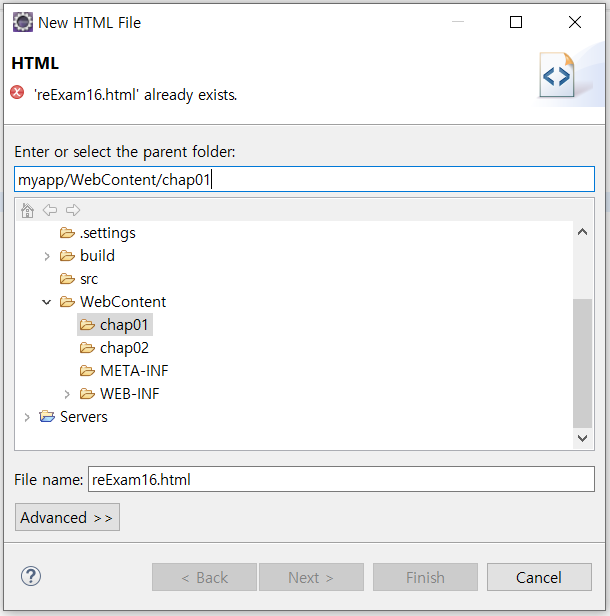 New HTML File
HTML
'reExam16.html' already exists.
Enter or select the parent folder:
myapp/WebContent/chap01
.settings
build
src
WebContent
chap01
chap02
META-INF
WEB-INF
Servers
File name: reExam16.html
Advanced >>
? < Back Next > Finish Cancel